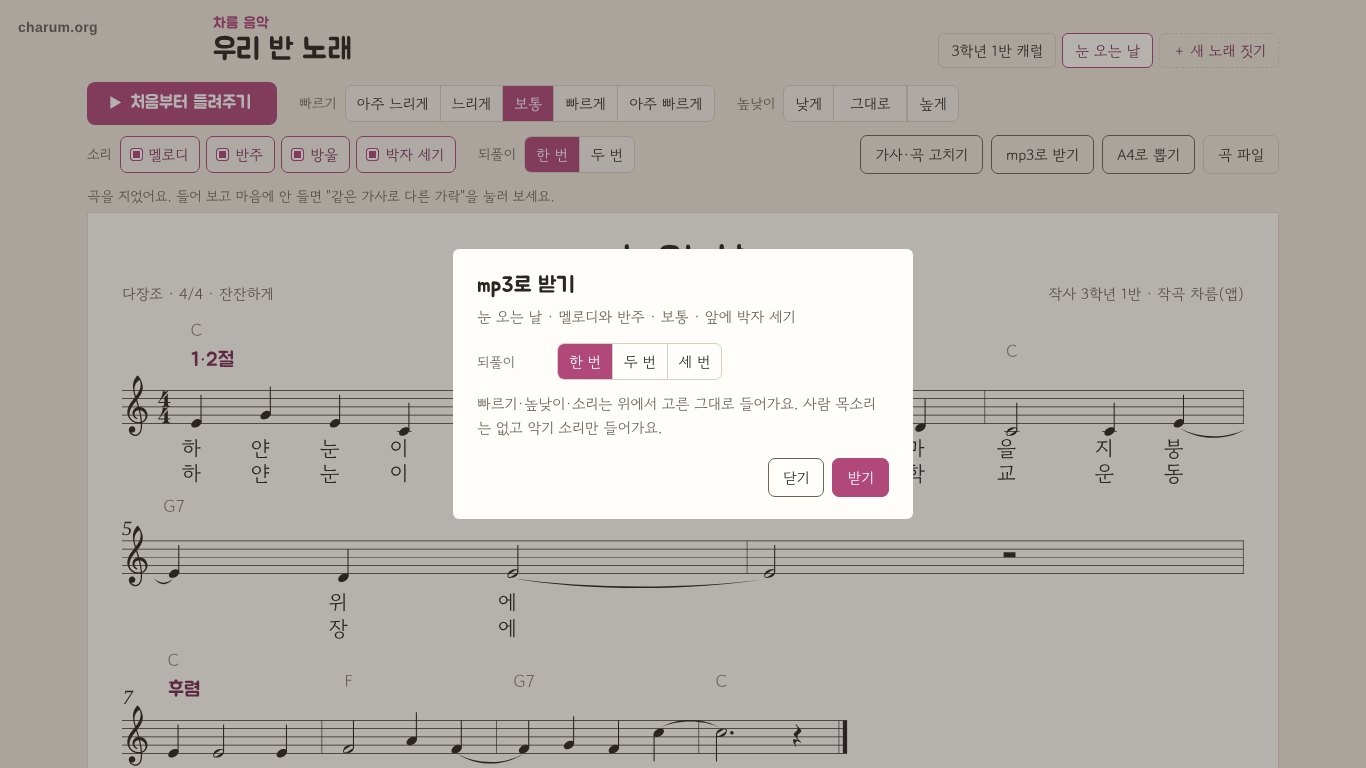 charum.org
차름 음악
우리 반 노래
3학년 1반 캐럴
눈 오는 날
+ 새 노래 짓기
▶ 처음부터 들려주기
빠르기
아주 느리게
느리게
보통
빠르게
아주 빠르게
높낮이
낮게
그대로
높게
소리
멜로디
반주
방울
박자 세기
되풀이
한 번
두 번
가사·곡 고치기
mp3로 받기
A4로 뽑기
곡 파일
곡을 지었어요. 들어 보고 마음에 안 들면 "같은 가사로 다른 가락"을 눌러 보세요.
다장조 · 4/4 · 잔잔하게
작사 3학년 1반 · 작곡 차름(앱)
mp3로 받기
눈 오는 날 · 멜로디와 반주 · 보통 · 앞에 박자 세기
되풀이
한 번
두 번
세 번
빠르기·높낮이·소리는 위에서 고른 그대로 들어가요. 사람 목소리
는 없고 악기 소리만 들어가요.
닫기
받기
C
C
1·2절
4
4
하 얀 눈 이
을 지 붕
하 얀 눈 이
교 운 동
G7
5
위 에
장 에
C
F
G7
C
후렴
7